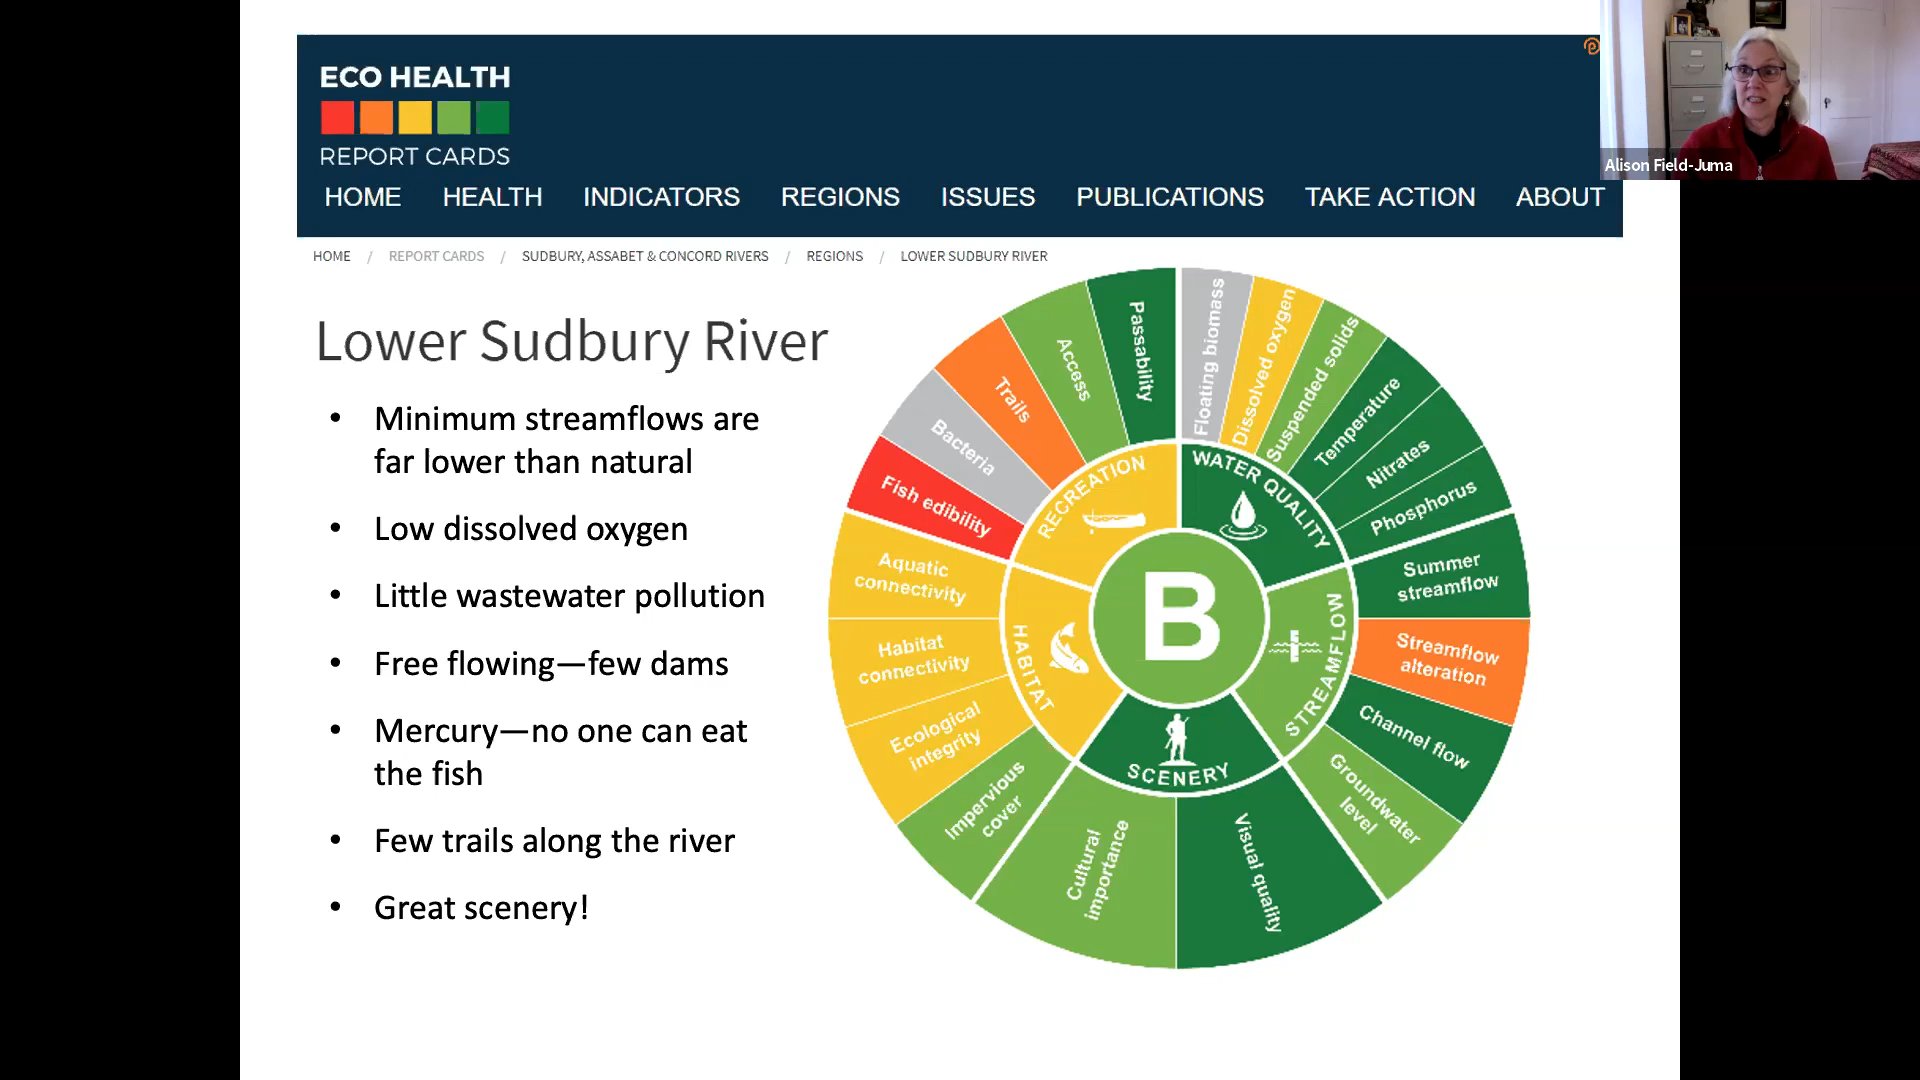 ECO HEALTH
REPORT CARDS
HOME HEALTH INDICATORS REGIONS ISSUES PUBLICATIONS TAKE ACTION ABOUT
Alison Field-Juma
HOME / REPORT CARDS / SUDBURY, ASSABET & CONCORD RIVERS / REGIONS / LOWER SUDBURY RIVER
Lower Sudbury River
• Minimum streamflows are
far lower than natural
• Low dissolved oxygen
• Little wastewater pollution
• Free flowing—few dams
• Mercury—no one can eat
the fish
• Few trails along the river
• Great scenery!
B
WATER QUALITY
Floating biomass
Dissolved oxygen
Suspended solids
Temperature
Nitrates
Phosphorus
STREAMFLOW
Summer
streamflow
Streamflow
alteration
Channel flow
Groundwater
level
SCENERY
Visual quality
Cultural
importance
HABITAT
Impervious
cover
Ecological
integrity
Habitat
connectivity
Aquatic
connectivity
RECREATION
Fish edibility
Bacteria
Trails
Access
Passability